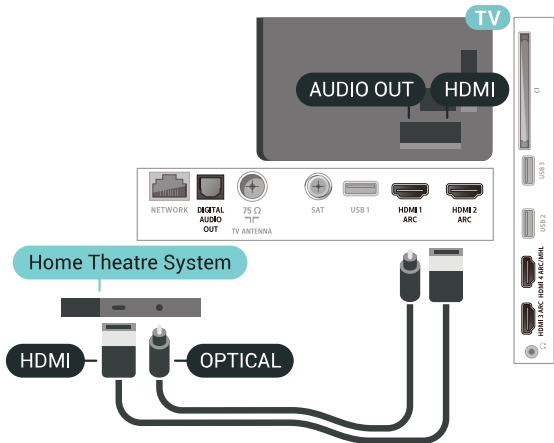 TV
AUDIO OUT
HDMI
CI
USB 3
USB 2
HDMI 4 ARC/MHL
HDMI 3 ARC
NETWORK
DIGITAL
AUDIO
OUT
75 Ω
TV ANTENNA
SAT
USB 1
HDMI 1
ARC
HDMI 2
ARC
Home Theatre System
HDMI
OPTICAL